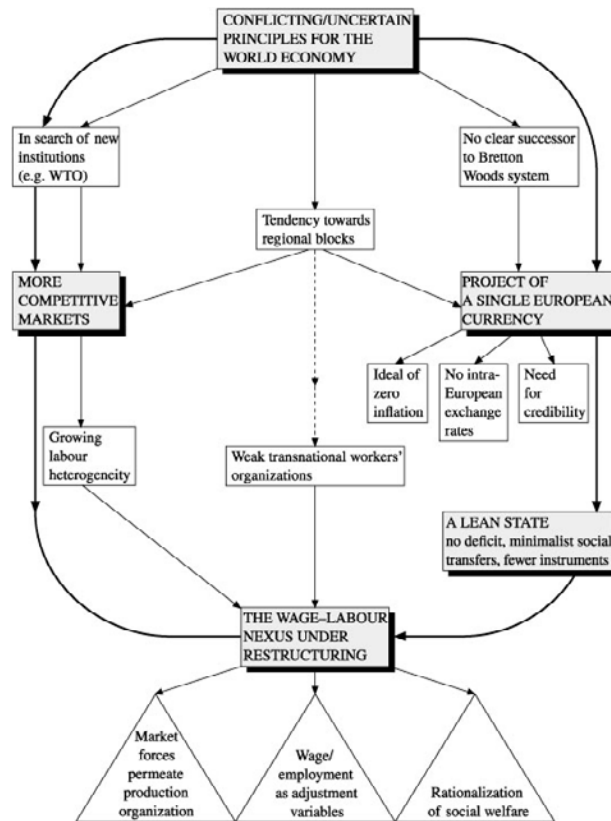 CONFLICTING/UNCERTAIN
PRINCIPLES FOR THE
WORLD ECONOMY
In search of new
institutions
(e.g. WTO)
No clear successor
to Bretton
Woods system
Tendency towards
regional blocks
MORE
COMPETITIVE
MARKETS
PROJECT OF
A SINGLE EUROPEAN
CURRENCY
Ideal of
zero
inflation
No intra-
European
exchange
rates
Need
for
credibility
Growing
labour
heterogeneity
Weak transnational workers'
organizations
A LEAN STATE
no deficit, minimalist social
transfers, fewer instruments
THE WAGE–LABOUR
NEXUS UNDER
RESTRUCTURING
Market
forces
permeate
production
organization
Wage/
employment
as adjustment
variables
Rationalization
of social welfare